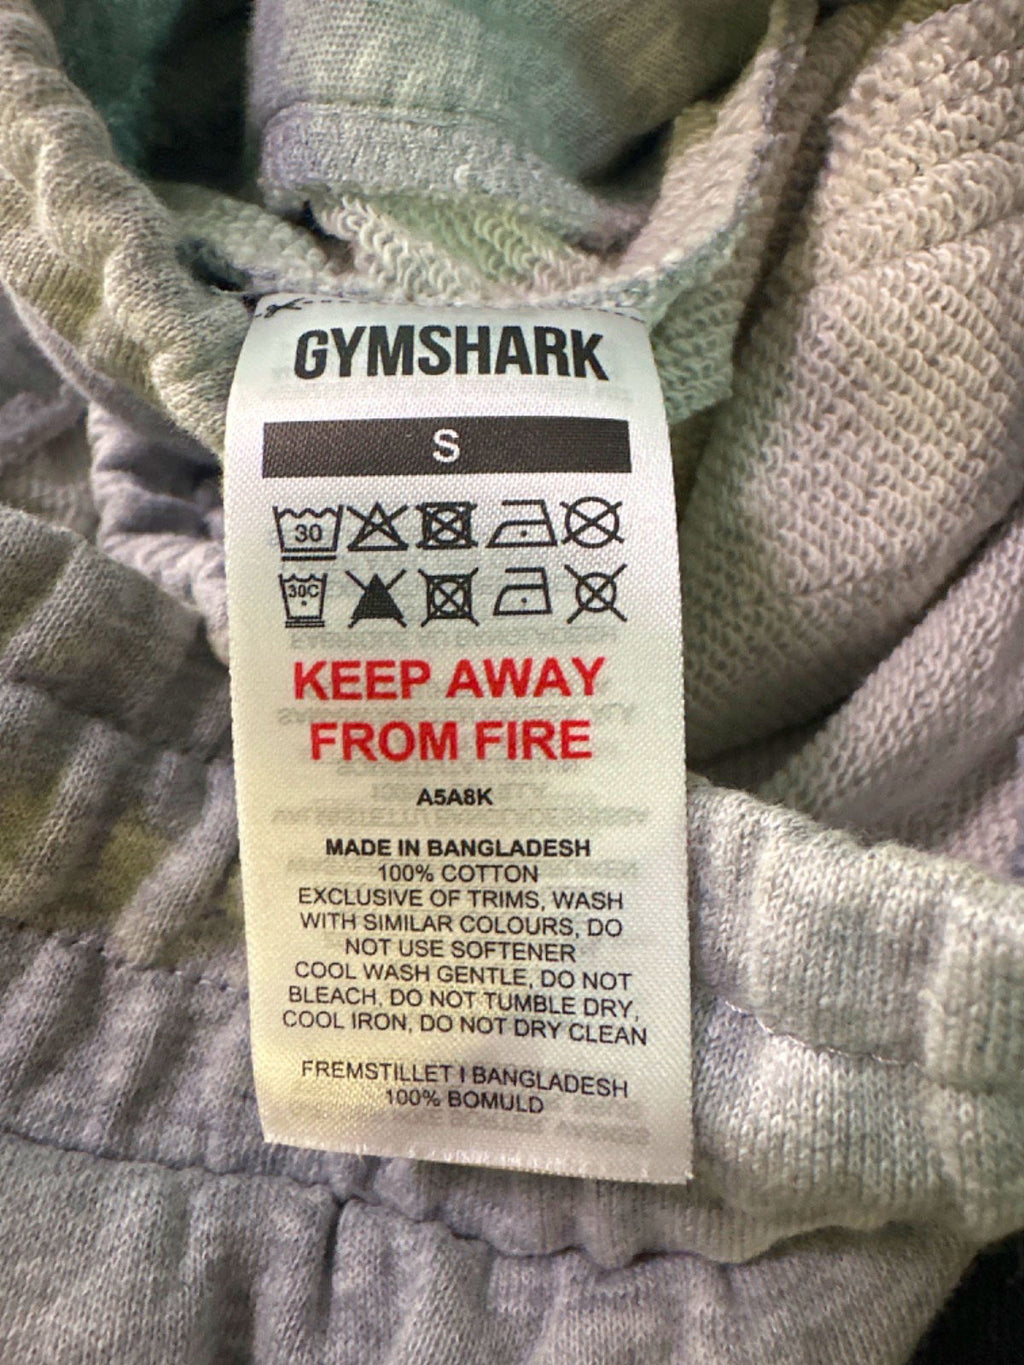 GYMSHARK
S
30
30C
KEEP AWAY
FROM FIRE
A5A8K
MADE IN BANGLADESH
100% COTTON
EXCLUSIVE OF TRIMS, WASH
WITH SIMILAR COLOURS, DO
NOT USE SOFTENER
COOL WASH GENTLE, DO NOT
BLEACH, DO NOT TUMBLE DRY,
COOL IRON, DO NOT DRY CLEAN
FREMSTILLET I BANGLADESH
100% BOMULD